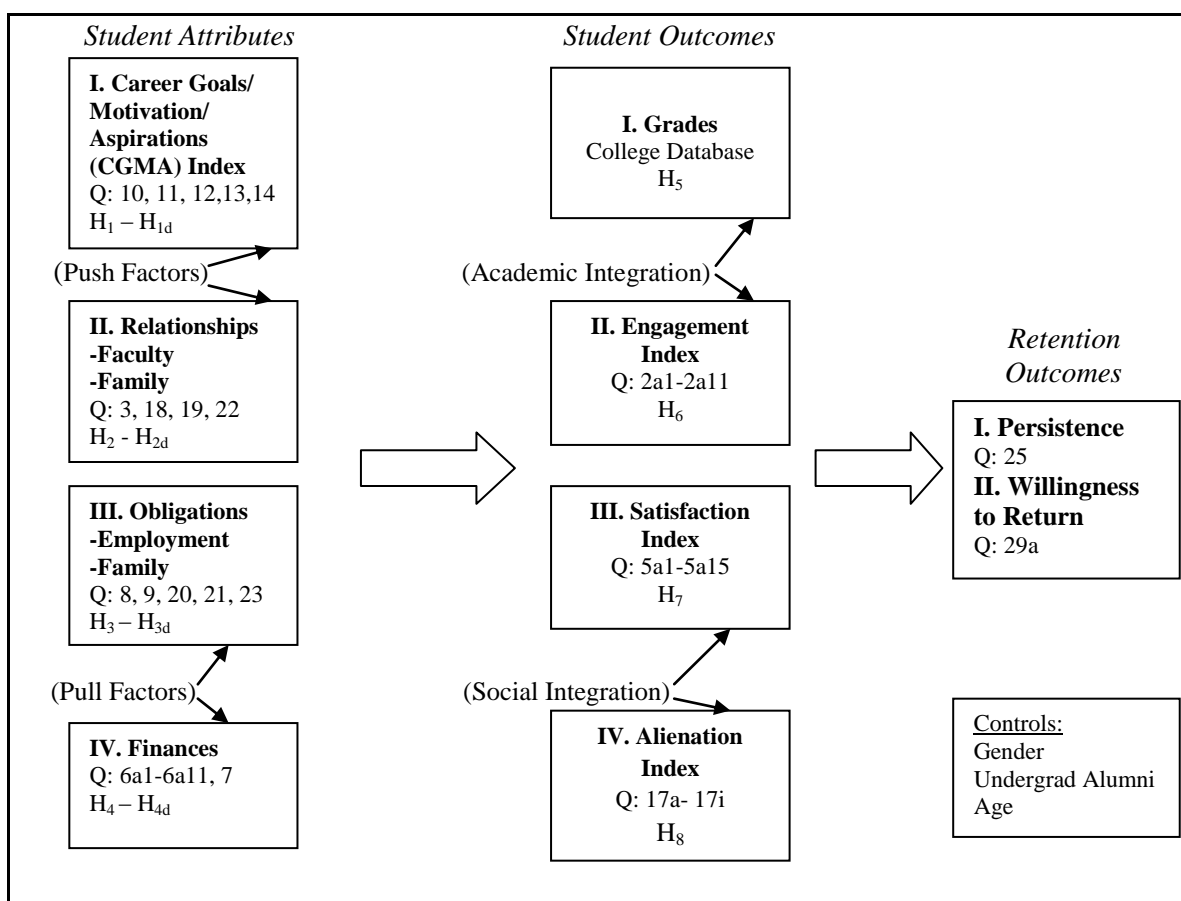 Student Attributes
I. Career Goals/
Motivation/
Aspirations
(CGMA) Index
Q: 10, 11, 12,13,14
H1 – H1d
(Push Factors)
II. Relationships
-Faculty
-Family
Q: 3, 18, 19, 22
H2 - H2d
III. Obligations
-Employment
-Family
Q: 8, 9, 20, 21, 23
H3 – H3d
(Pull Factors)
IV. Finances
Q: 6a1-6a11, 7
H4 – H4d
Student Outcomes
I. Grades
College Database
H5
(Academic Integration)
II. Engagement
Index
Q: 2a1-2a11
H6
III. Satisfaction
Index
Q: 5a1-5a15
H7
(Social Integration)
IV. Alienation
Index
Q: 17a- 17i
H8
Retention
Outcomes
I. Persistence
Q: 25
II. Willingness
to Return
Q: 29a
Controls:
Gender
Undergrad Alumni
Age